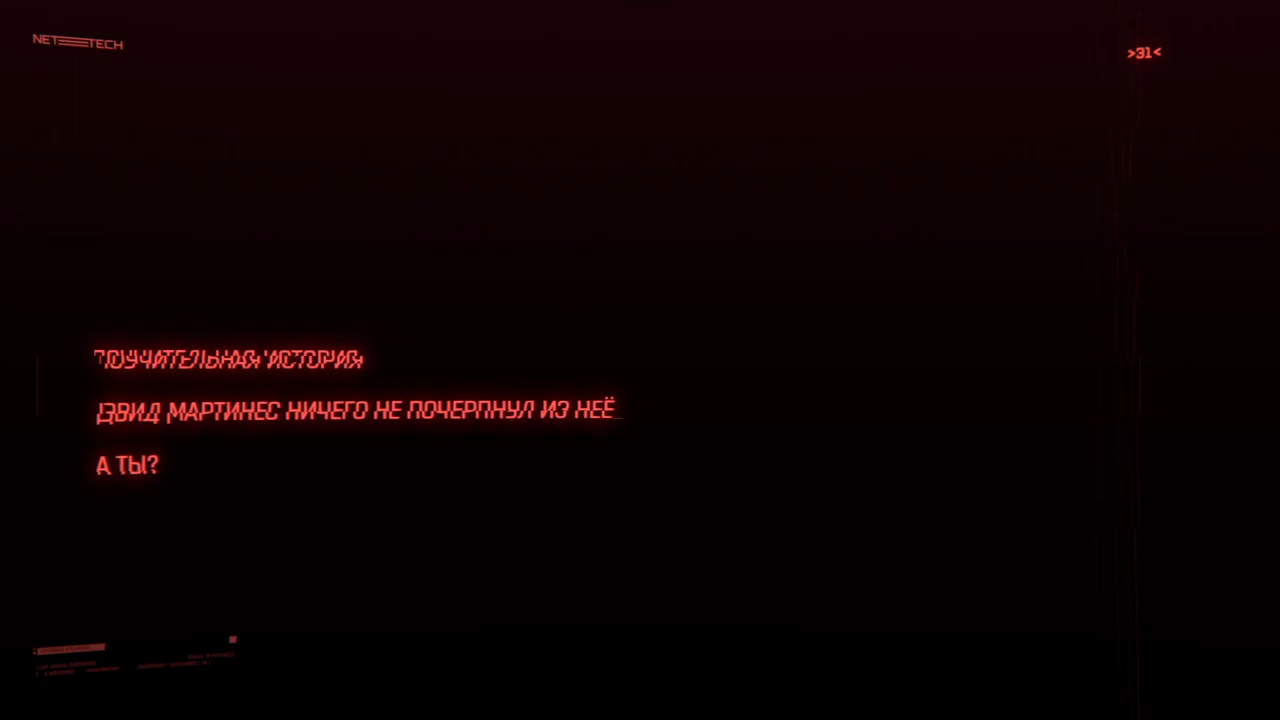 NET TECH
>31<
ПОУЧИТЕЛЬНАЯ ИСТОРИЯ
ДЭВИД МАРТИНЕС НИЧЕГО НЕ ПОЧЕРПНУЛ ИЗ НЕЁ
А ТЫ?